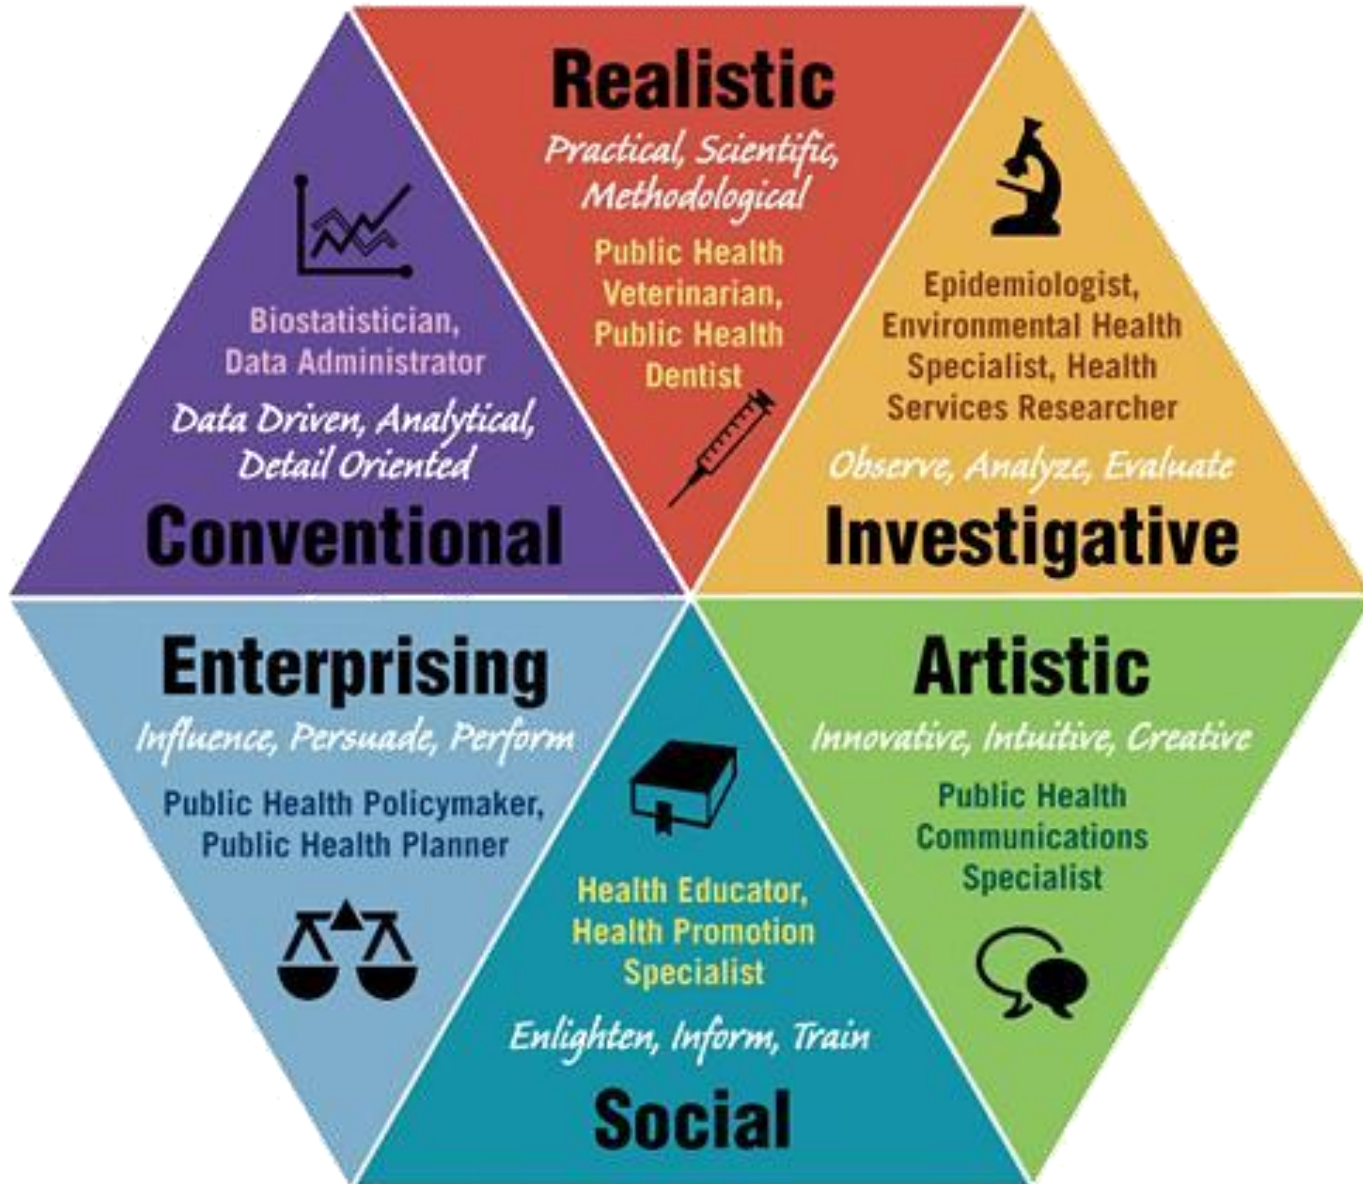 Realistic
Practical, Scientific,
Methodological
Public Health
Veterinarian,
Public Health
Dentist
Biostatistician,
Data Administrator
Data Driven, Analytical,
Detail Oriented
Conventional
Epidemiologist,
Environmental Health
Specialist, Health
Services Researcher
Observe, Analyze, Evaluate
Investigative
Enterprising
Influence, Persuade, Perform
Public Health Policymaker,
Public Health Planner
Health Educator,
Health Promotion
Specialist
Enlighten, Inform, Train
Social
Artistic
Innovative, Intuitive, Creative
Public Health
Communications
Specialist